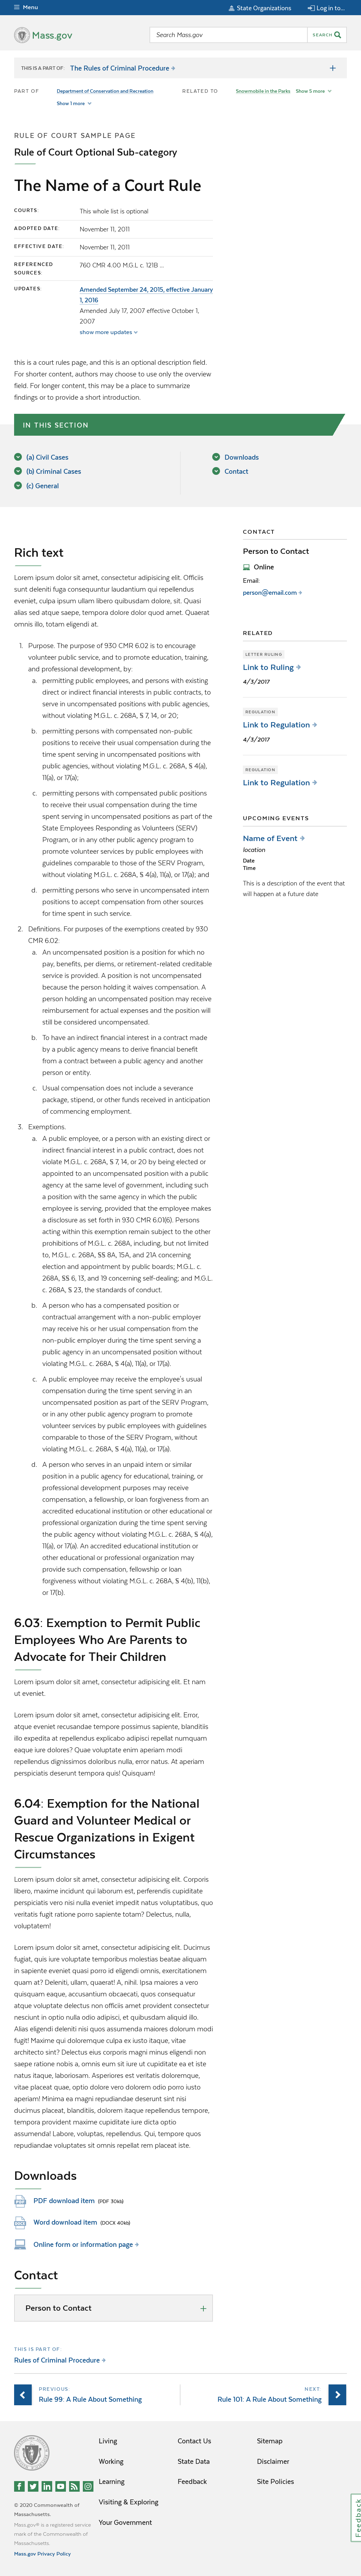 Menu
State Organizations
Log in to...
Mass.gov
Search Mass.gov
SEARCH
THIS IS A PART OF: The Rules of Criminal Procedure
PART OF
Department of Conservation and Recreation
Show 1 more
RELATED TO
Snowmobile in the Parks Show 5 more
RULE OF COURT SAMPLE PAGE
Rule of Court Optional Sub-category
The Name of a Court Rule
COURTS: This whole list is optional
ADOPTED DATE: November 11, 2011
EFFECTIVE DATE: November 11, 2011
REFERENCED
SOURCES:
760 CMR 4.00 M.G.L c. 121B ...
UPDATES:
Amended September 24, 2015, effective January
1, 2016
Amended July 17, 2007 effective October 1,
2007
show more updates
this is a court rules page, and this is an optional description field.
For shorter content, authors may choose to use only the overview
field. For longer content, this may be a place to summarize
findings or to provide a short introduction.
IN THIS SECTION
(a) Civil Cases
(b) Criminal Cases
(c) General
Downloads
Contact
Rich text
Lorem ipsum dolor sit amet, consectetur adipisicing elit. Officiis
sunt deleniti fuga consequuntur laudantium qui repellendus
eveniet, culpa ipsum ullam libero quibusdam dolore, sit. Quasi
alias sed atque saepe, tempora dolore dolor quod amet. Quaerat
omnis iste, totam eligendi at.
1. Purpose. The purpose of 930 CMR 6.02 is to encourage
volunteer public service, and to promote education, training,
and professional development, by:
a. permitting public employees, and persons with existing
direct or indirect financial interests in public contracts, to
serve in uncompensated positions with public agencies,
without violating M.G.L. c. 268A, § 7, 14, or 20;
b. permitting persons with compensated non-public
positions to receive their usual compensation during the
time spent serving in uncompensated positions with
public agencies, without violating M.G.L. c. 268A, § 4(a),
11(a), or 17(a);
c. permitting persons with compensated public positions
to receive their usual compensation during the time
spent serving in uncompensated positions as part of the
State Employees Responding as Volunteers (SERV)
Program, or in any other public agency program to
promote volunteer services by public employees with
guidelines comparable to those of the SERV Program,
without violating M.G.L. c. 268A, § 4(a), 11(a), or 17(a); and
d. permitting persons who serve in uncompensated intern
positions to accept compensation from other sources
for time spent in such service.
2. Definitions. For purposes of the exemptions created by 930
CMR 6.02:
a. An uncompensated position is a position for which no
pay, benefits, per diems, or retirement-related creditable
service is provided. A position is not uncompensated
because the person holding it waives compensation. A
person in an uncompensated position may receive
reimbursement for actual expenses and the position will
still be considered uncompensated.
b. To have an indirect financial interest in a contract made
by a public agency means to derive financial benefit
from a contract between a public agency and another
person or entity.
c. Usual compensation does not include a severance
package, stipend, or other funds received in anticipation
of commencing employment.
3. Exemptions.
a. A public employee, or a person with an existing direct or
indirect financial interest in a public contract, does not
violate M.G.L. c. 268A, § 7, 14, or 20 by being elected or
appointed to an uncompensated position with a public
agency at the same level of government, including such
a position with the same agency in which he is already
serving, if employed, provided that the employee makes
a disclosure as set forth in 930 CMR 6.01(6). Persons
acting within this exemption remain subject to the other
prohibitions of M.G.L. c. 268A, including, but not limited
to, M.G.L. c. 268A, §§ 8A, 15A, and 21A concerning
election and appointment by public boards; M.G.L. c.
268A, §§ 6, 13, and 19 concerning self-dealing; and M.G.L.
c. 268A, § 23, the standards of conduct.
b. A person who has a compensated position or
contractual arrangement with a non-public employer
may receive his or her usual compensation from the
non-public employer during the time spent serving a
public agency in an uncompensated position without
violating M.G.L. c. 268A, § 4(a), 11(a), or 17(a).
c. A public employee may receive the employee's usual
compensation during the time spent serving in an
uncompensated position as part of the SERV Program,
or in any other public agency program to promote
volunteer services by public employees with guidelines
comparable to those of the SERV Program, without
violating M.G.L. c. 268A, § 4(a), 11(a), or 17(a).
d. A person who serves in an unpaid intern or similar
position in a public agency for educational, training, or
professional development purposes may receive
compensation, a fellowship, or loan forgiveness from an
accredited educational institution or other educational or
professional organization during the time spent serving
the public agency without violating M.G.L. c. 268A, § 4(a),
11(a), or 17(a). An accredited educational institution or
other educational or professional organization may
provide such compensation, fellowship or loan
forgiveness without violating M.G.L. c. 268A, § 4(b), 11(b),
or 17(b).
6.03: Exemption to Permit Public
Employees Who Are Parents to
Advocate for Their Children
Lorem ipsum dolor sit amet, consectetur adipisicing elit. Et nam
ut eveniet.
Lorem ipsum dolor sit amet, consectetur adipisicing elit. Error,
atque eveniet recusandae tempore possimus sapiente, blanditiis
illo expedita at repellendus explicabo adipisci repellat numquam
eaque iure dolores? Quae voluptate enim aperiam modi
repellendus dignissimos doloribus nulla, error natus. At aperiam
perspiciatis deserunt tempora quis! Quisquam!
6.04: Exemption for the National
Guard and Volunteer Medical or
Rescue Organizations in Exigent
Circumstances
Lorem ipsum dolor sit amet, consectetur adipisicing elit. Corporis
libero, maxime incidunt qui laborum est, perferendis cupiditate
perspiciatis vero nisi nulla eveniet impedit natus voluptatibus, quo
veritatis fugit ratione porro sapiente totam? Delectus, nulla,
voluptatem!
Lorem ipsum dolor sit amet, consectetur adipisicing elit. Ducimus
fugiat, quis iure voluptate temporibus molestias beatae aliquam
in saepe eveniet quasi porro id eligendi omnis, exercitationem
quam at? Deleniti, ullam, quaerat! A, nihil. Ipsa maiores a vero
quisquam eaque, accusantium obcaecati, quos consequatur
atque voluptate delectus non officiis amet provident consectetur
nesciunt in optio dolorum architecto quibusdam, iure odio.
Alias eligendi deleniti nisi quos assumenda maiores dolorum modi
fugit! Maxime qui doloremque culpa ex iusto itaque, vitae
architecto sint? Delectus eius corporis magni minus eligendi non
saepe ratione nobis a, omnis eum sit iure ut cupiditate ea et iste
natus itaque, laboriosam. Asperiores est veritatis doloremque,
vitae placeat quae, optio dolore vero dolorem odio porro iusto
aperiam! Minima ea magni repudiandae deserunt sint nisi
ducimus placeat, blanditiis, dolorem itaque repellendus tempore,
tempora provident maxime cupiditate iure dicta optio
assumenda! Labore, voluptas, repellendus. Qui, tempore quos
repudiandae voluptates sit omnis repellat rem placeat iste.
Downloads
PDF download item (PDF 30kb)
Word download item (DOCX 40kb)
Online form or information page
Contact
Person to Contact
CONTACT
Person to Contact
Online
Email:
person@email.com
RELATED
LETTER RULING
Link to Ruling
4/3/2017
REGULATION
Link to Regulation
4/3/2017
REGULATION
Link to Regulation
UPCOMING EVENTS
Name of Event
location
Date
Time
This is a description of the event that
will happen at a future date
THIS IS PART OF:
Rules of Criminal Procedure
PREVIOUS
Rule 99: A Rule About Something
NEXT
Rule 101: A Rule About Something
© 2020 Commonwealth of
Massachusetts.
Mass.gov® is a registered service
mark of the Commonwealth of
Massachusetts.
Mass.gov Privacy Policy
Living
Working
Learning
Visiting & Exploring
Your Government
Contact Us
State Data
Feedback
Sitemap
Disclaimer
Site Policies
Feedback